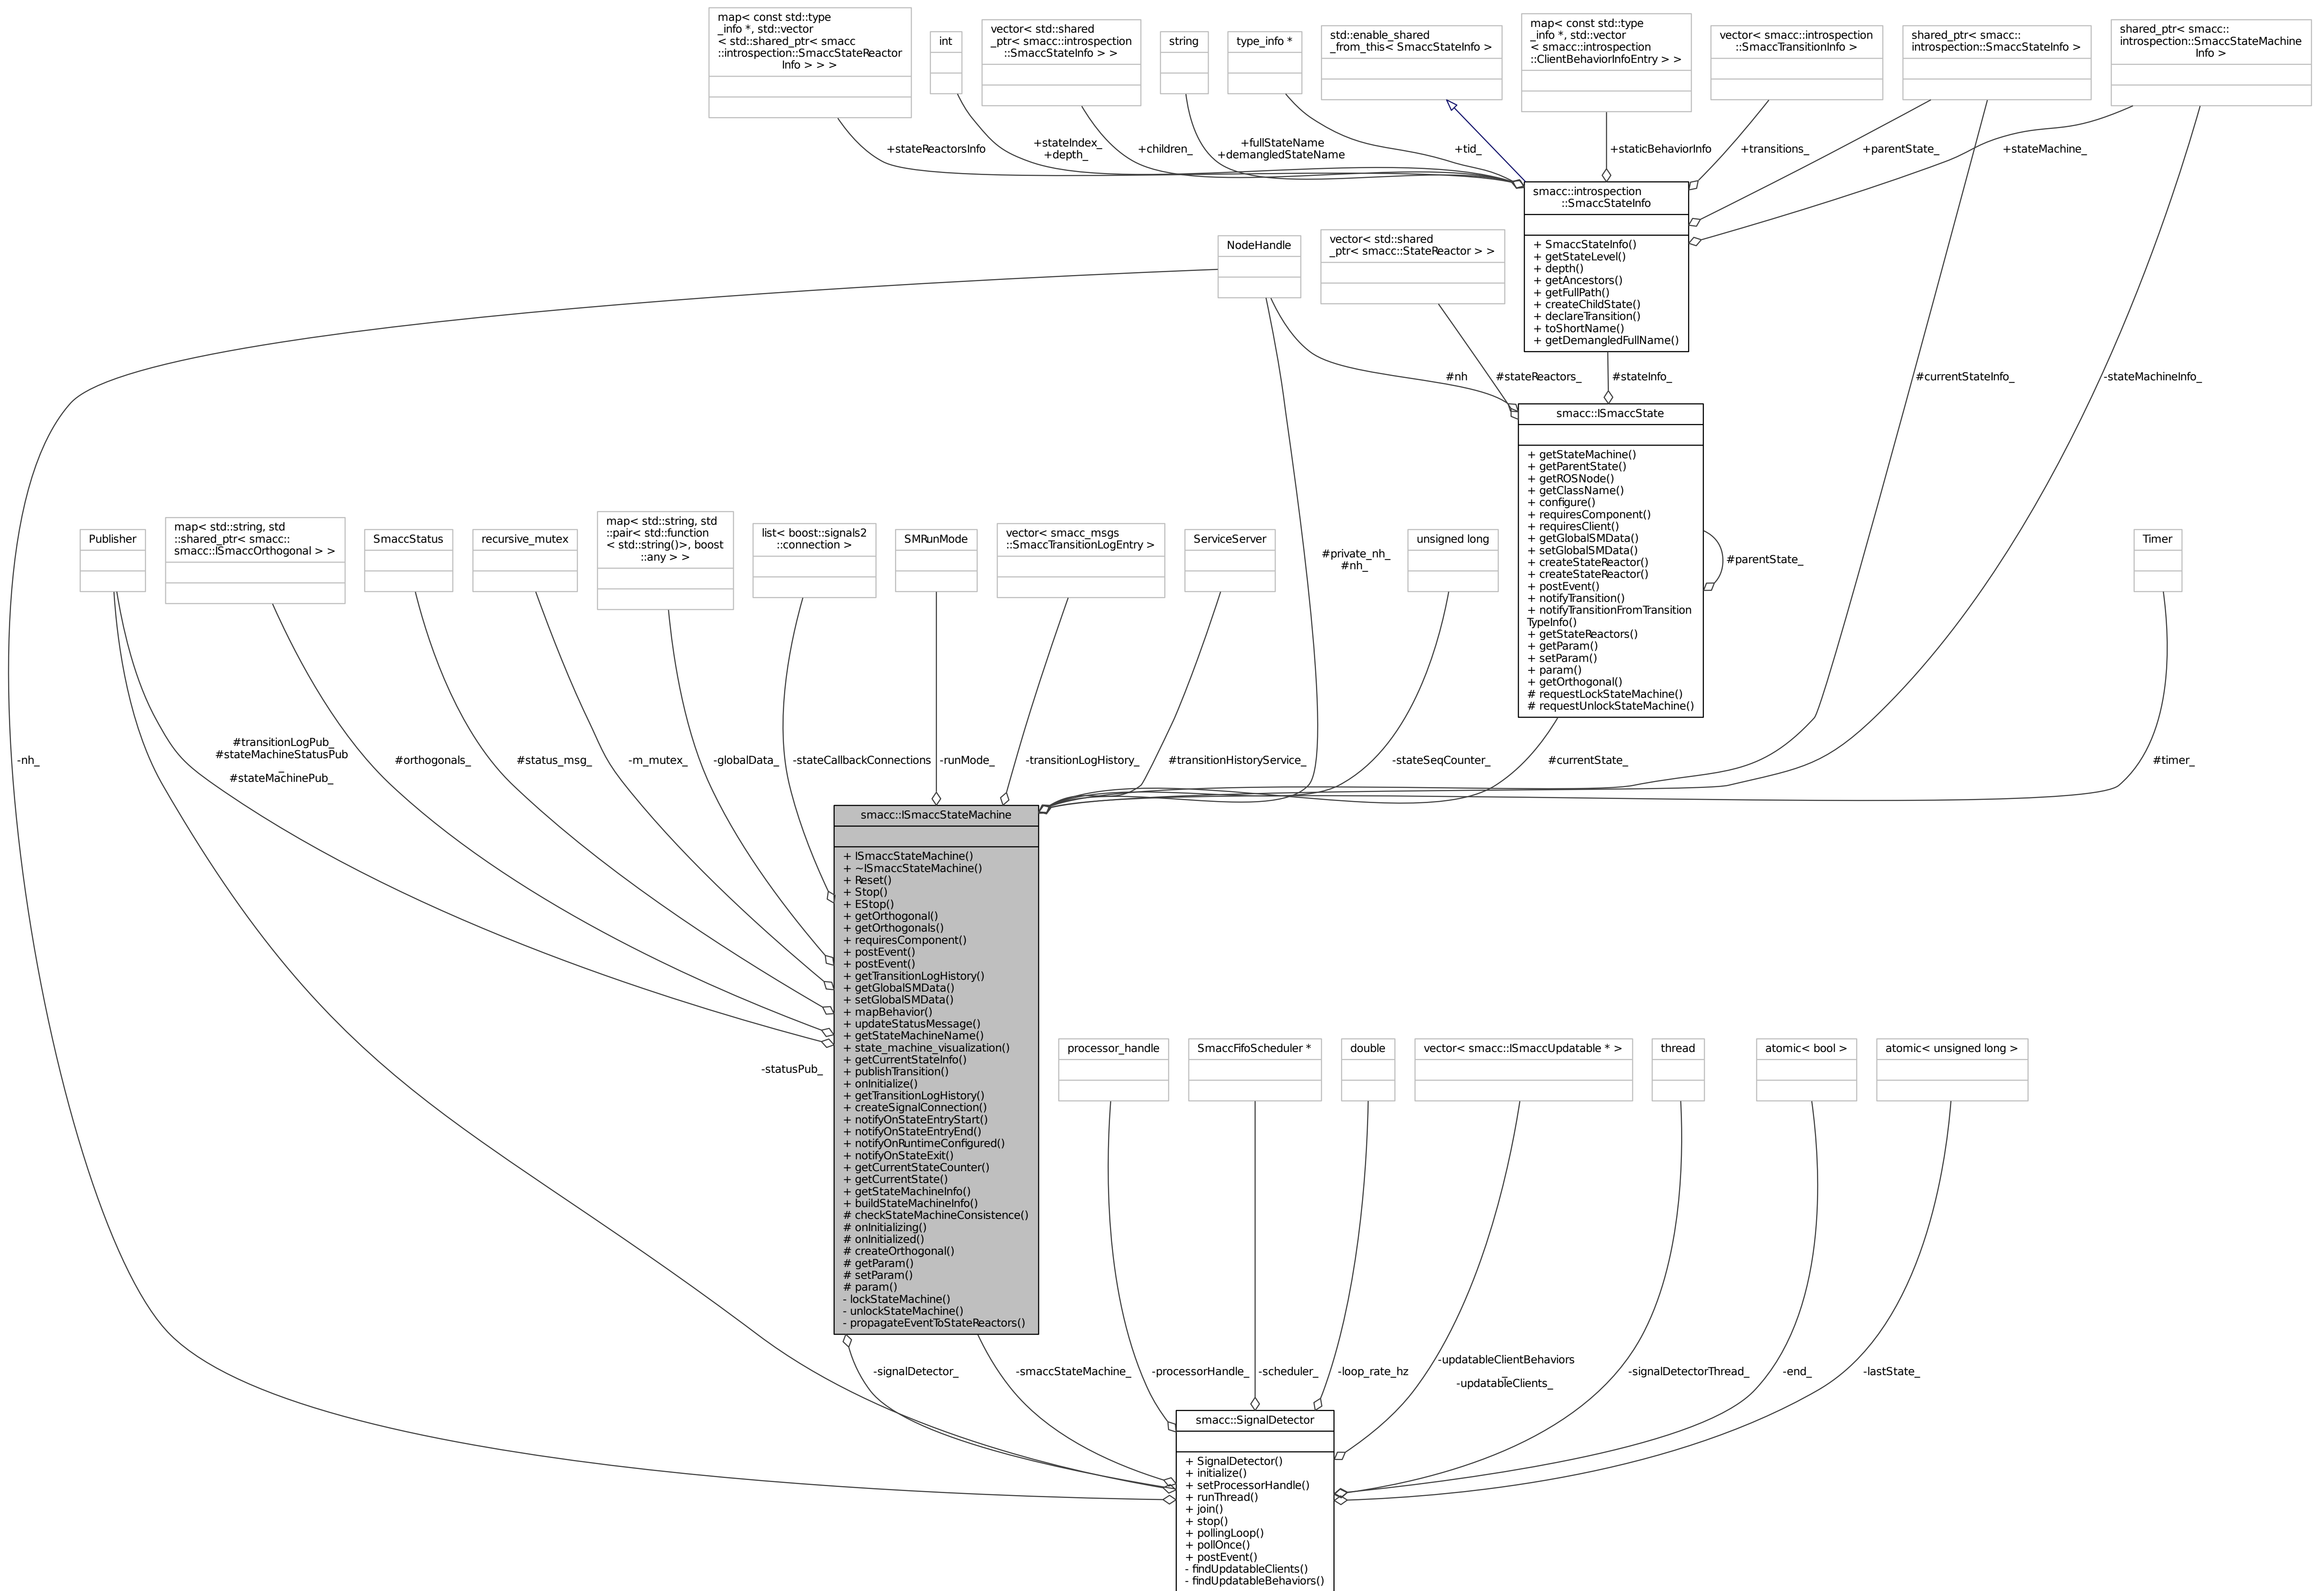 map< const std::type
_info *, std::vector
< std::shared_ptr< smacc
::introspection::SmaccStateReactor
Info > > >
int
vector< std::shared
_ptr< smacc::introspection
::SmaccStateInfo > >
string
type_info *
std::enable_shared
_from_this< SmaccStateInfo >
map< const std::type
_info *, std::vector
< smacc::introspection
::ClientBehaviorInfoEntry > >
vector< smacc::introspection
::SmaccTransitionInfo >
shared_ptr< smacc::
introspection::SmaccStateInfo >
shared_ptr< smacc::
introspection::SmaccStateMachine
Info >
+stateReactorsInfo
+stateIndex_
+depth_
+children_
+fullStateName
+demangledStateName
+tid_
+staticBehaviorInfo
+transitions_
+parentState_
+stateMachine_
smacc::introspection
::SmaccStateInfo
+ SmaccStateInfo()
+ getStateLevel()
+ depth()
+ getAncestors()
+ getFullPath()
+ createChildState()
+ declareTransition()
+ toShortName()
+ getDemangledFullName()
NodeHandle
vector< std::shared
_ptr< smacc::StateReactor > >
#nh
#stateReactors_
#stateInfo_
#currentStateInfo_
-stateMachineInfo_
smacc::ISmaccState
+ getStateMachine()
+ getParentState()
+ getROSNode()
+ getClassName()
+ configure()
+ requiresComponent()
+ requiresClient()
+ getGlobalSMData()
+ setGlobalSMData()
+ createStateReactor()
+ createStateReactor()
+ postEvent()
+ notifyTransition()
+ notifyTransitionFromTransition
TypeInfo()
+ getStateReactors()
+ getParam()
+ setParam()
+ param()
+ getOrthogonal()
# requestLockStateMachine()
# requestUnlockStateMachine()
#parentState_
Publisher
map< std::string, std
::shared_ptr< smacc::
smacc::ISmaccOrthogonal > >
SmaccStatus
recursive_mutex
map< std::string, std
::pair< std::function
< std::string()>, boost
::any > >
list< boost::signals2
::connection >
SMRunMode
vector< smacc_msgs
::SmaccTransitionLogEntry >
ServiceServer
#private_nh_
#nh_
unsigned long
Timer
-nh_
#transitionLogPub_
#stateMachineStatusPub
_
#stateMachinePub_
#orthogonals_
#status_msg_
-m_mutex_
-globalData_
-stateCallbackConnections
-runMode_
-transitionLogHistory_
#transitionHistoryService_
-stateSeqCounter_
#currentState_
#timer_
smacc::ISmaccStateMachine
+ ISmaccStateMachine()
+ ~ISmaccStateMachine()
+ Reset()
+ Stop()
+ EStop()
+ getOrthogonal()
+ getOrthogonals()
+ requiresComponent()
+ postEvent()
+ postEvent()
+ getTransitionLogHistory()
+ getGlobalSMData()
+ setGlobalSMData()
+ mapBehavior()
+ updateStatusMessage()
+ getStateMachineName()
+ state_machine_visualization()
+ getCurrentStateInfo()
+ publishTransition()
+ onInitialize()
+ getTransitionLogHistory()
+ createSignalConnection()
+ notifyOnStateEntryStart()
+ notifyOnStateEntryEnd()
+ notifyOnRuntimeConfigured()
+ notifyOnStateExit()
+ getCurrentStateCounter()
+ getCurrentState()
+ getStateMachineInfo()
+ buildStateMachineInfo()
# checkStateMachineConsistence()
# onInitializing()
# onInitialized()
# createOrthogonal()
# getParam()
# setParam()
# param()
- lockStateMachine()
- unlockStateMachine()
- propagateEventToStateReactors()
-statusPub_
processor_handle
SmaccFifoScheduler *
double
vector< smacc::ISmaccUpdatable * >
thread
atomic< bool >
atomic< unsigned long >
-signalDetector_
-smaccStateMachine_
-processorHandle_
-scheduler_
-loop_rate_hz
-updatableClientBehaviors
_
-updatableClients_
-signalDetectorThread_
-end_
-lastState_
smacc::SignalDetector
+ SignalDetector()
+ initialize()
+ setProcessorHandle()
+ runThread()
+ join()
+ stop()
+ pollingLoop()
+ pollOnce()
+ postEvent()
- findUpdatableClients()
- findUpdatableBehaviors()